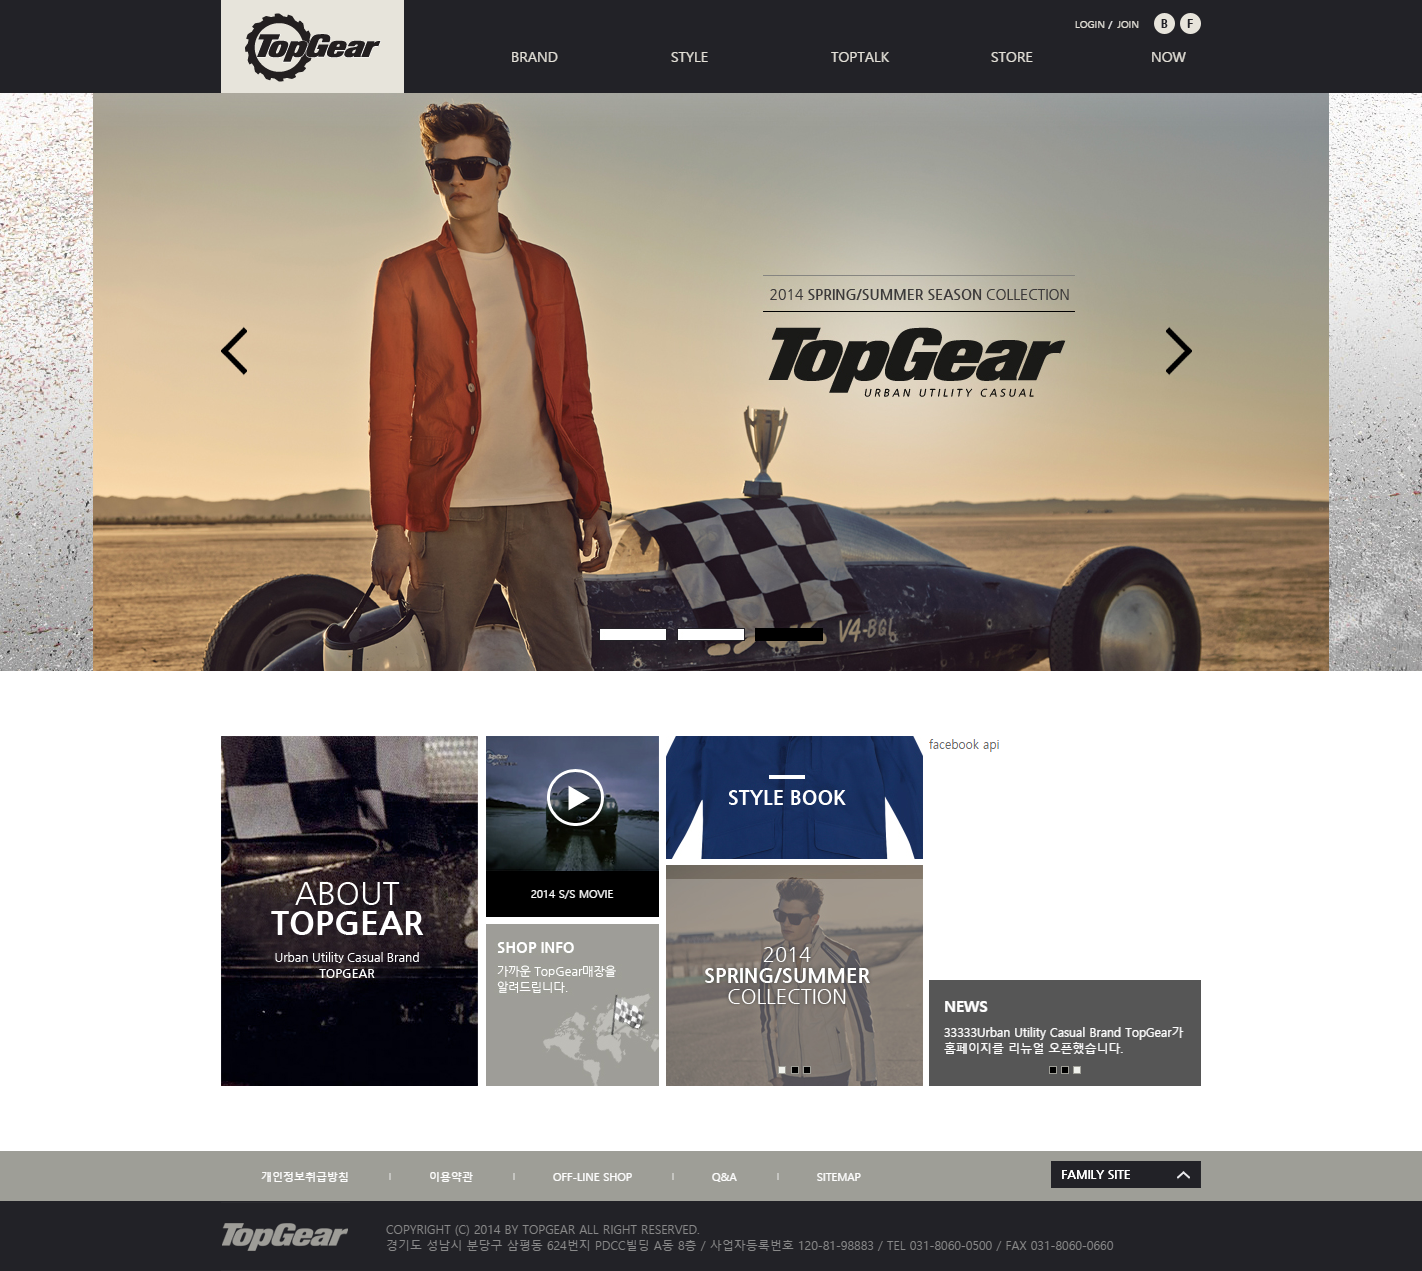 TopGear
LOGIN / JOIN
B F
BRAND STYLE TOPTALK STORE NOW
2014 SPRING/SUMMER SEASON COLLECTION
TopGear
URBAN UTILITY CASUAL
V4-BGL
ABOUT
TOPGEAR
Urban Utility Casual Brand
TOPGEAR
2014 S/S MOVIE
SHOP INFO
가까운 TopGear매장을
알려드립니다.
STYLE BOOK
2014
SPRING/SUMMER
COLLECTION
facebook api
NEWS
33333Urban Utility Casual Brand TopGear가
홈페이지를 리뉴얼 오픈했습니다.
개인정보취급방침 | 이용약관 | OFF-LINE SHOP | Q&A | SITEMAP
FAMILY SITE
TopGear
COPYRIGHT (C) 2014 BY TOPGEAR ALL RIGHT RESERVED.
경기도 성남시 분당구 삼평동 624번지 PDCC빌딩 A동 8층 / 사업자등록번호 120-81-98883 / TEL 031-8060-0500 / FAX 031-8060-0660